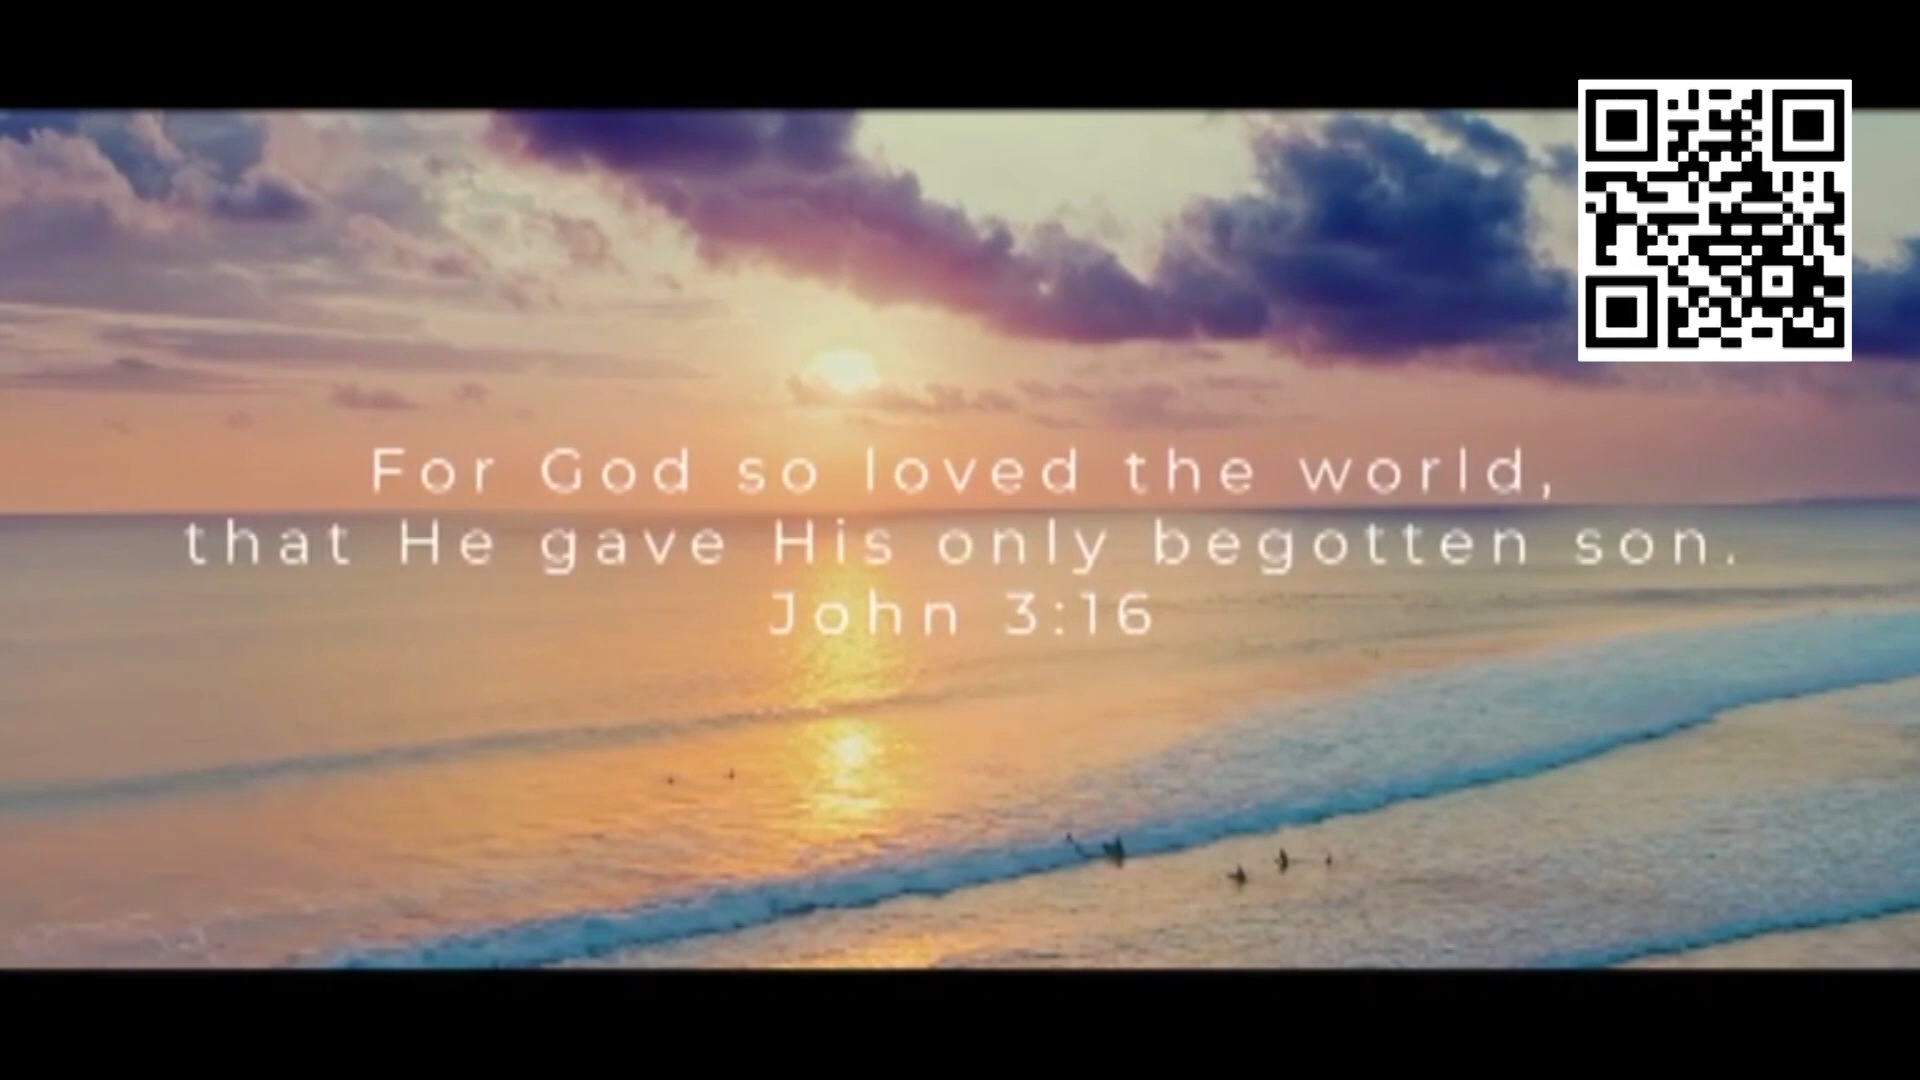 For God so loved the world,
that He gave His only begotten son.
John 3:16